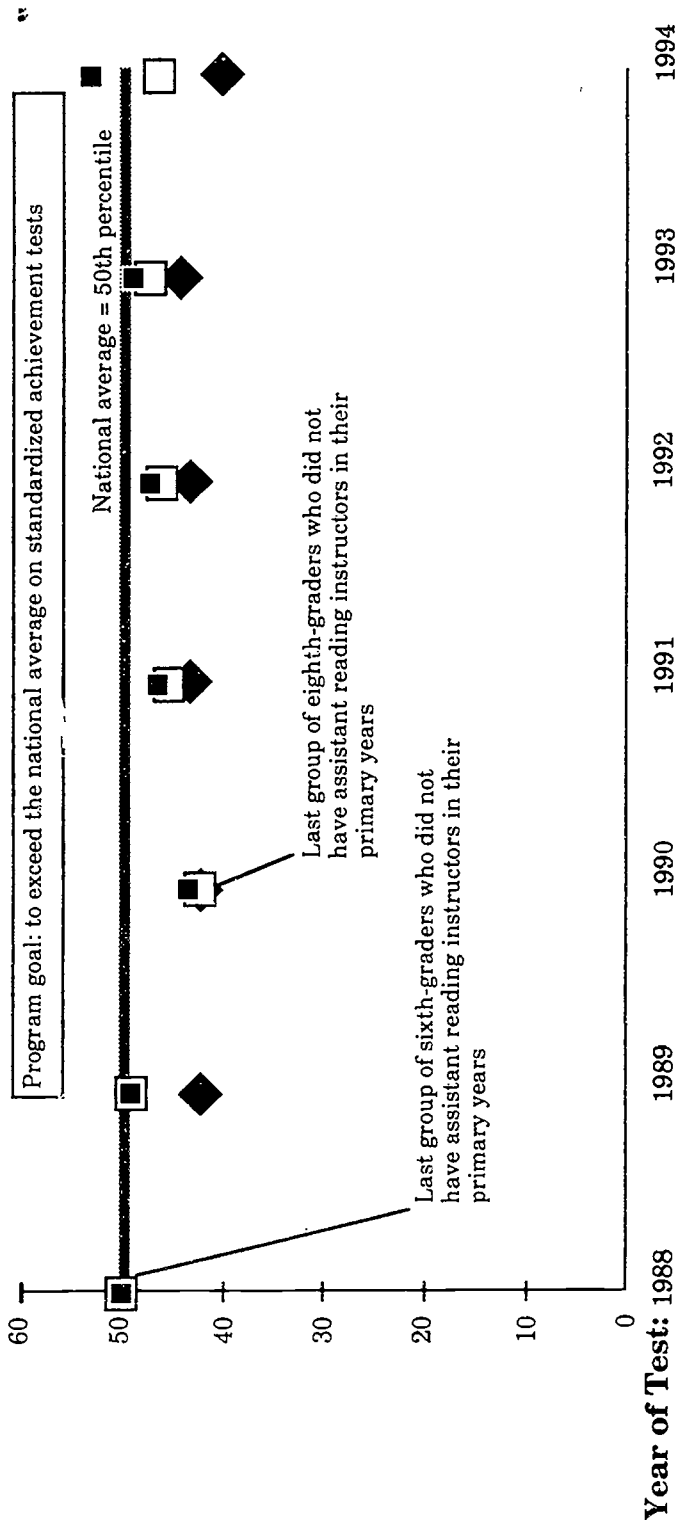 Program goal: to exceed the national average on standardized achievement tests
National average = 50th percentile
60
50
40
30
20
10
0
Last group of eighth-graders who did not
have assistant reading instructors in their
primary years
Last group of sixth-graders who did not
have assistant reading instructors in their
primary years
Year of Test: 1988 1989 1990 1991 1992 1993 1994